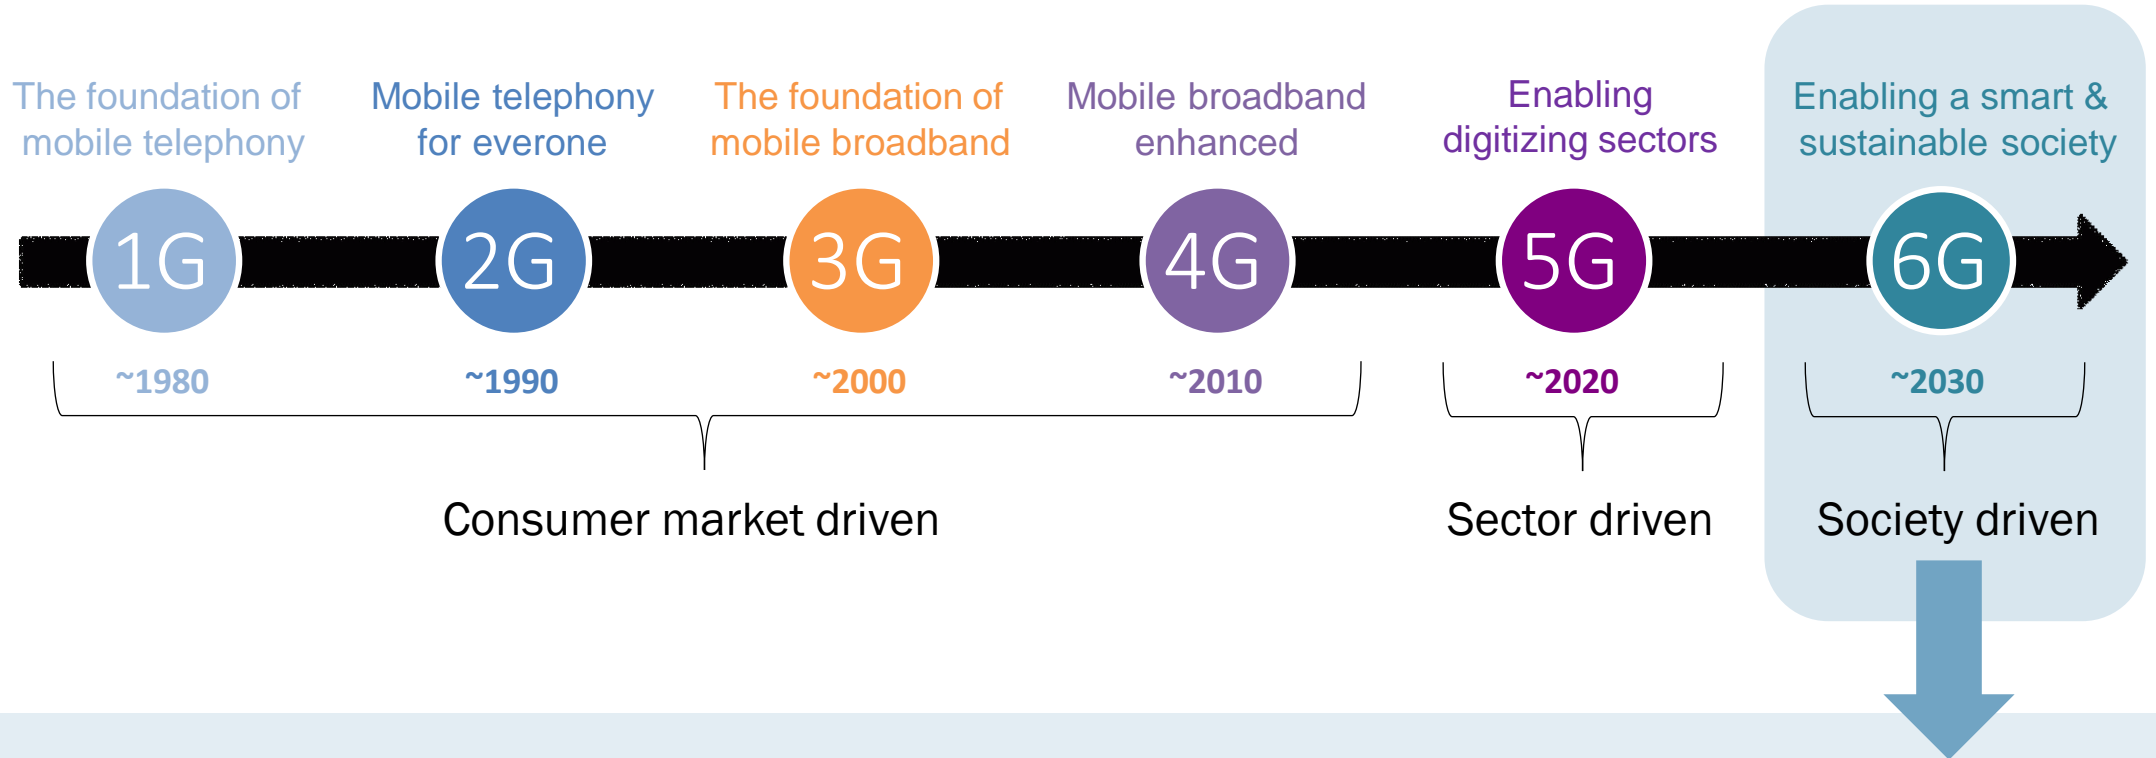 The foundation of
mobile telephony
Mobile telephony
for everone
The foundation of
mobile broadband
Mobile broadband
enhanced
Enabling
digitizing sectors
Enabling a smart &
sustainable society
1G
2G
3G
4G
5G
6G
~1980
~1990
~2000
~2010
~2020
~2030
Consumer market driven
Sector driven
Society driven